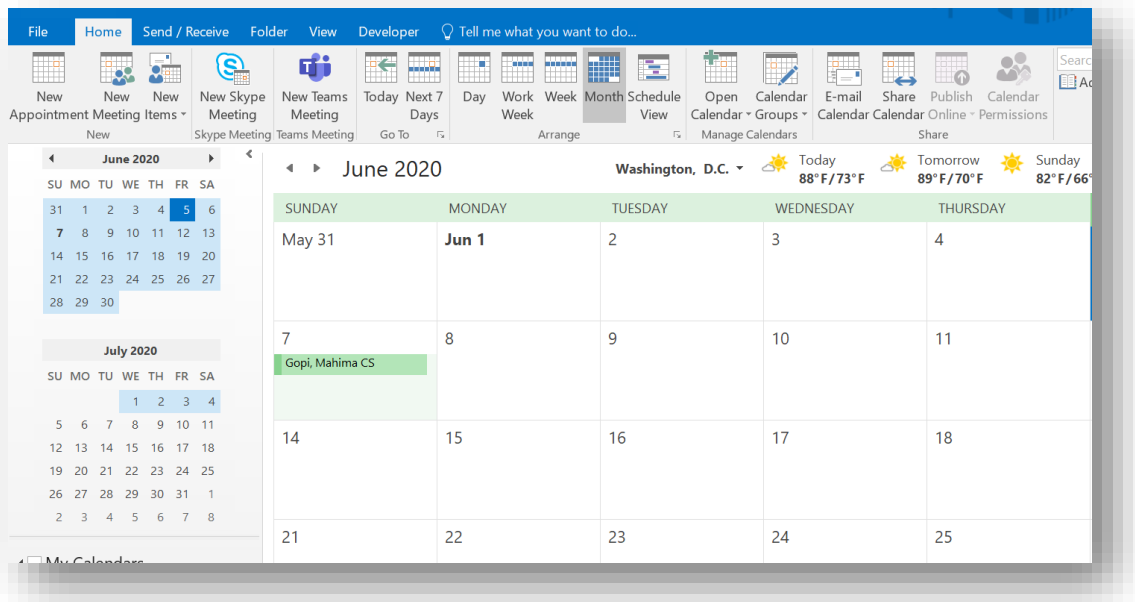 File Home Send / Receive Folder View Developer Tell me what you want to do...
New Appointment New Meeting New Items New Skype Meeting New Teams Meeting Today Next 7 Days Day Work Week Week Month Schedule View Open Calendar Calendar Groups E-mail Calendar Share Calendar Publish Online Calendar Permissions
New Skype Meeting Teams Meeting Go To Arrange Manage Calendars Share
June 2020
SU MO TU WE TH FR SA
31 1 2 3 4 5 6
7 8 9 10 11 12 13
14 15 16 17 18 19 20
21 22 23 24 25 26 27
28 29 30
July 2020
SU MO TU WE TH FR SA
1 2 3 4
5 6 7 8 9 10 11
12 13 14 15 16 17 18
19 20 21 22 23 24 25
26 27 28 29 30 31 1
2 3 4 5 6 7 8
My Calendars
June 2020 Washington, D.C. Today 88°F/73°F Tomorrow 89°F/70°F Sunday 82°F/66°
SUNDAY MONDAY TUESDAY WEDNESDAY THURSDAY
May 31 Jun 1 2 3 4
7 8 9 10 11
Gopi, Mahima CS
14 15 16 17 18
21 22 23 24 25